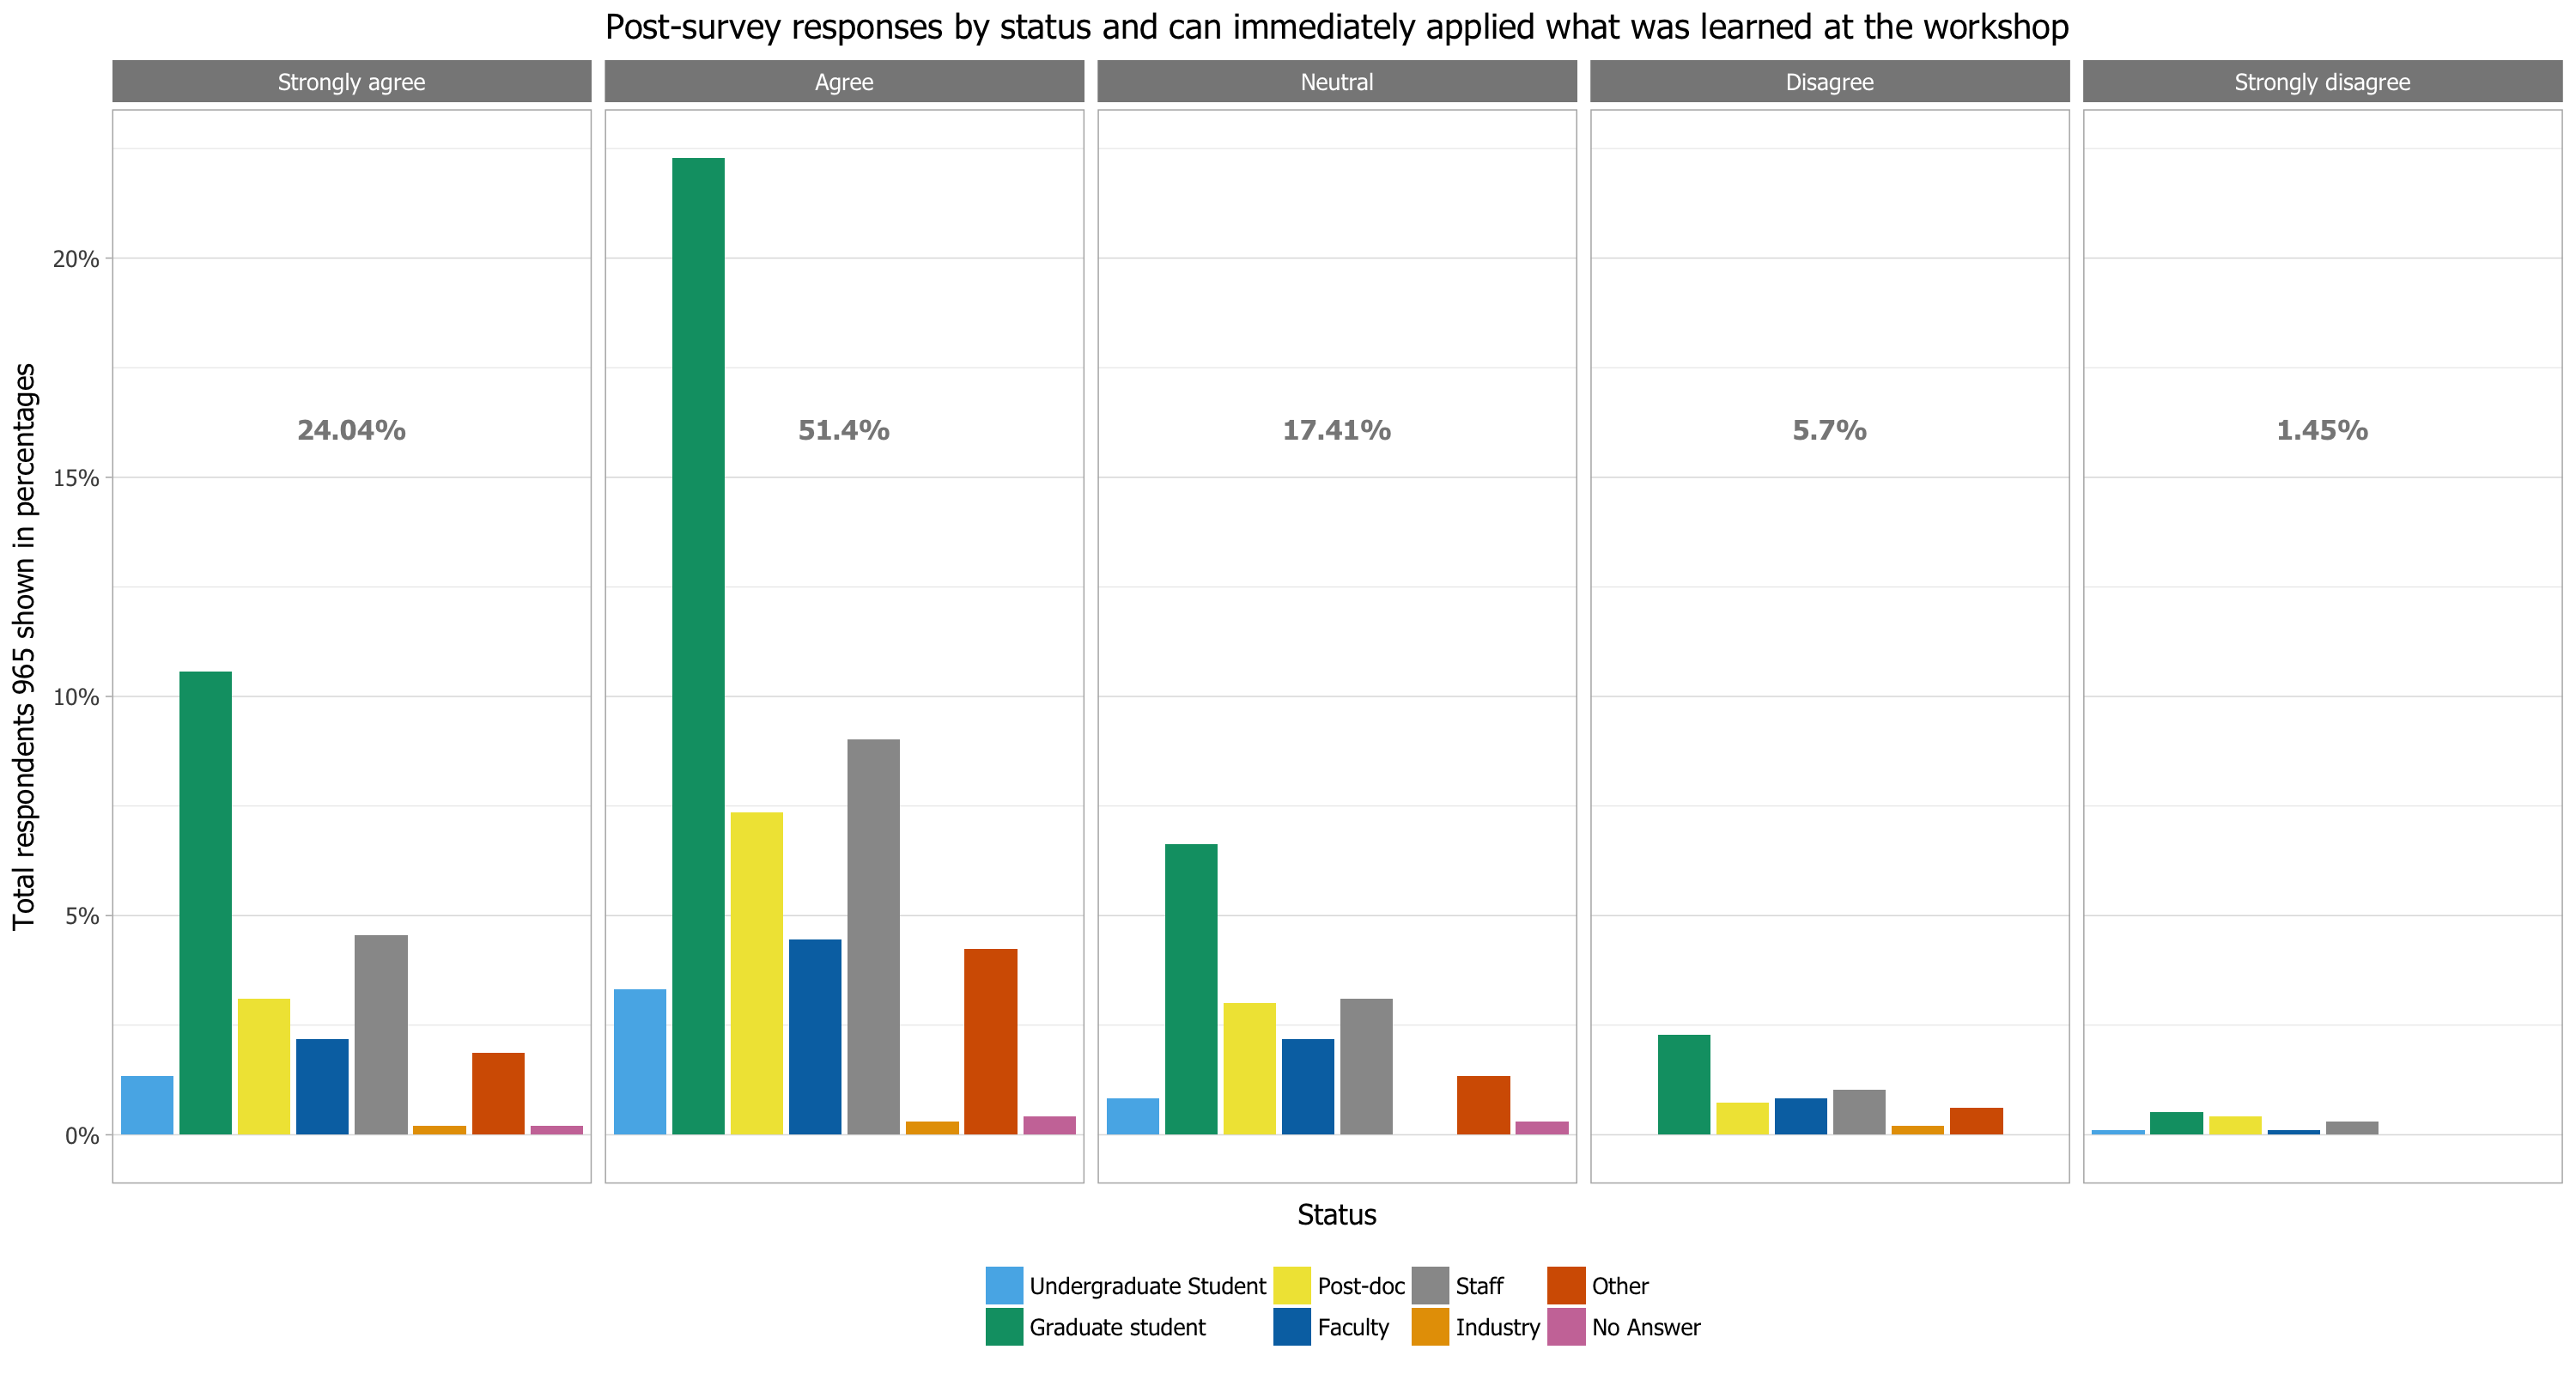 Post-survey responses by status and can immediately applied what was learned at the workshop
Strongly agree
Agree
Neutral
Disagree
Strongly disagree
Total respondents 965 shown in percentages
20%
15%
10%
5%
0%
24.04%
51.4%
17.41%
5.7%
1.45%
Status
Undergraduate Student
Post-doc
Staff
Other
Graduate student
Faculty
Industry
No Answer